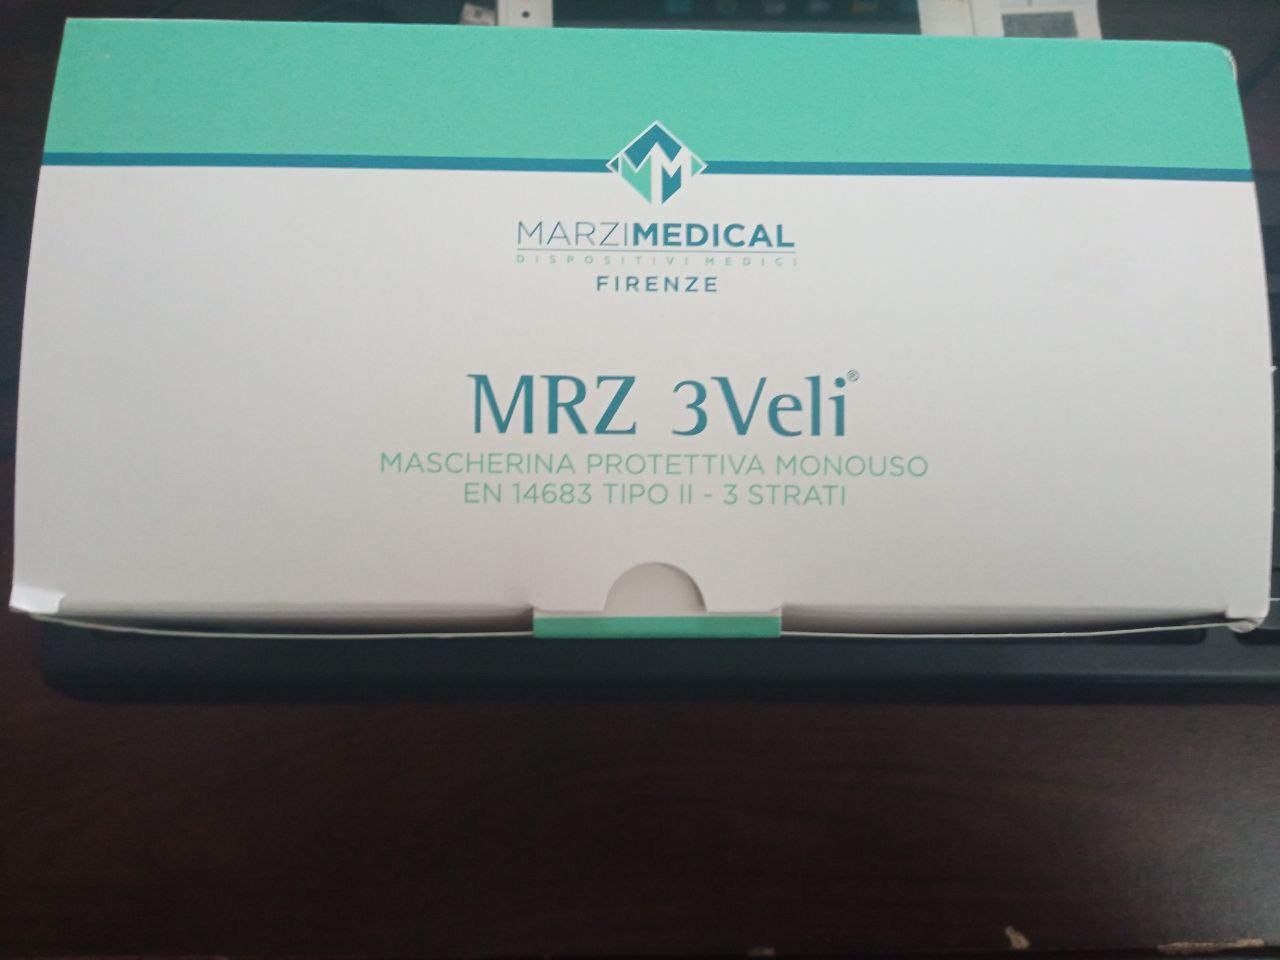 MARZIMEDICAL
DISPOSITIVI MEDICI
FIRENZE
MRZ 3Veli®
MASCHERINA PROTETTIVA MONOUSO
EN 14683 TIPO II - 3 STRATI